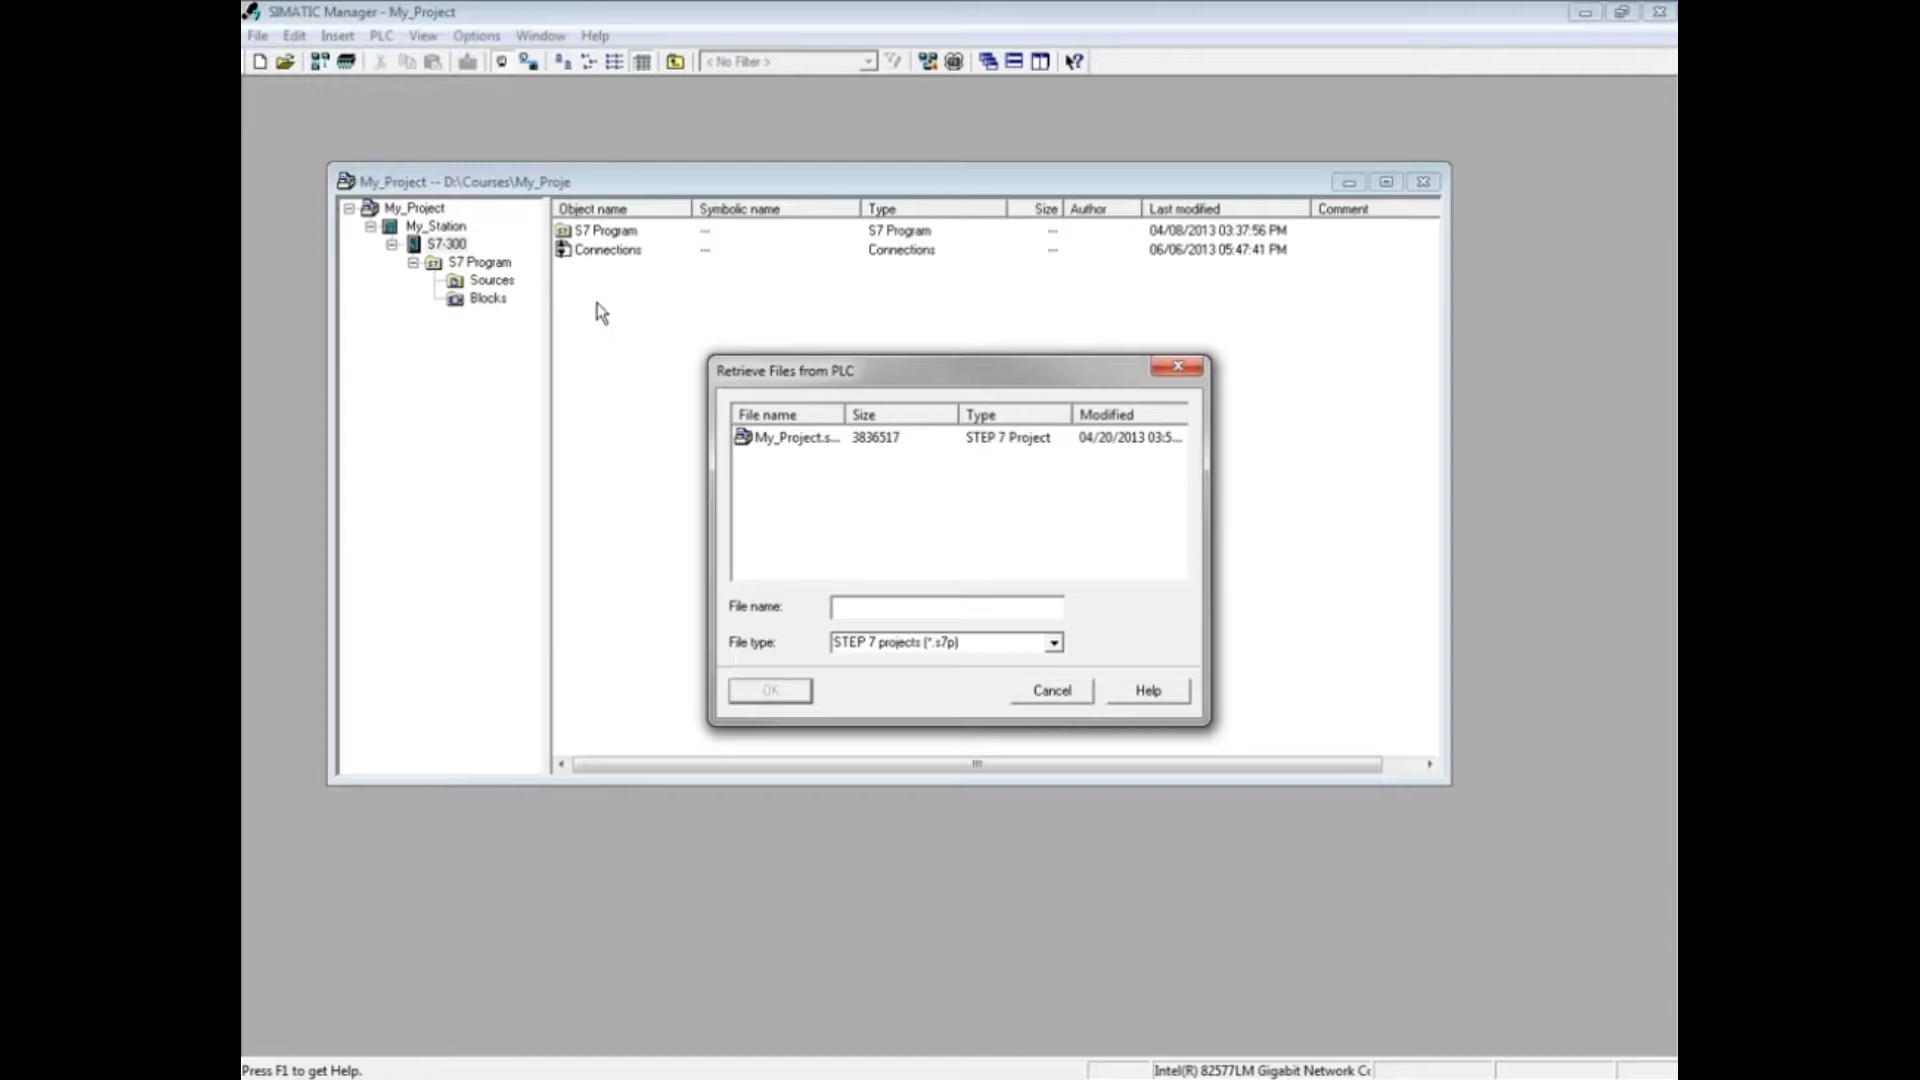 SIMATIC Manager - My_Project
File Edit Insert PLC View Options Window Help
< No Filter >
My_Project -- D:\Courses\My_Proje
My_Project
My_Station
S7-300
S7 Program
Sources
Blocks
Object name Symbolic name Type Size Author Last modified Comment
S7 Program --- S7 Program --- 04/08/2013 03:37:56 PM
Connections --- Connections --- 06/06/2013 05:47:41 PM
Retrieve Files from PLC
File name Size Type Modified
My_Project.s... 3836517 STEP 7 Project 04/20/2013 03:5...
File name:
File type: STEP 7 projects (*.s7p)
OK Cancel Help
Press F1 to get Help.
Intel(R) 82577LM Gigabit Network Cc